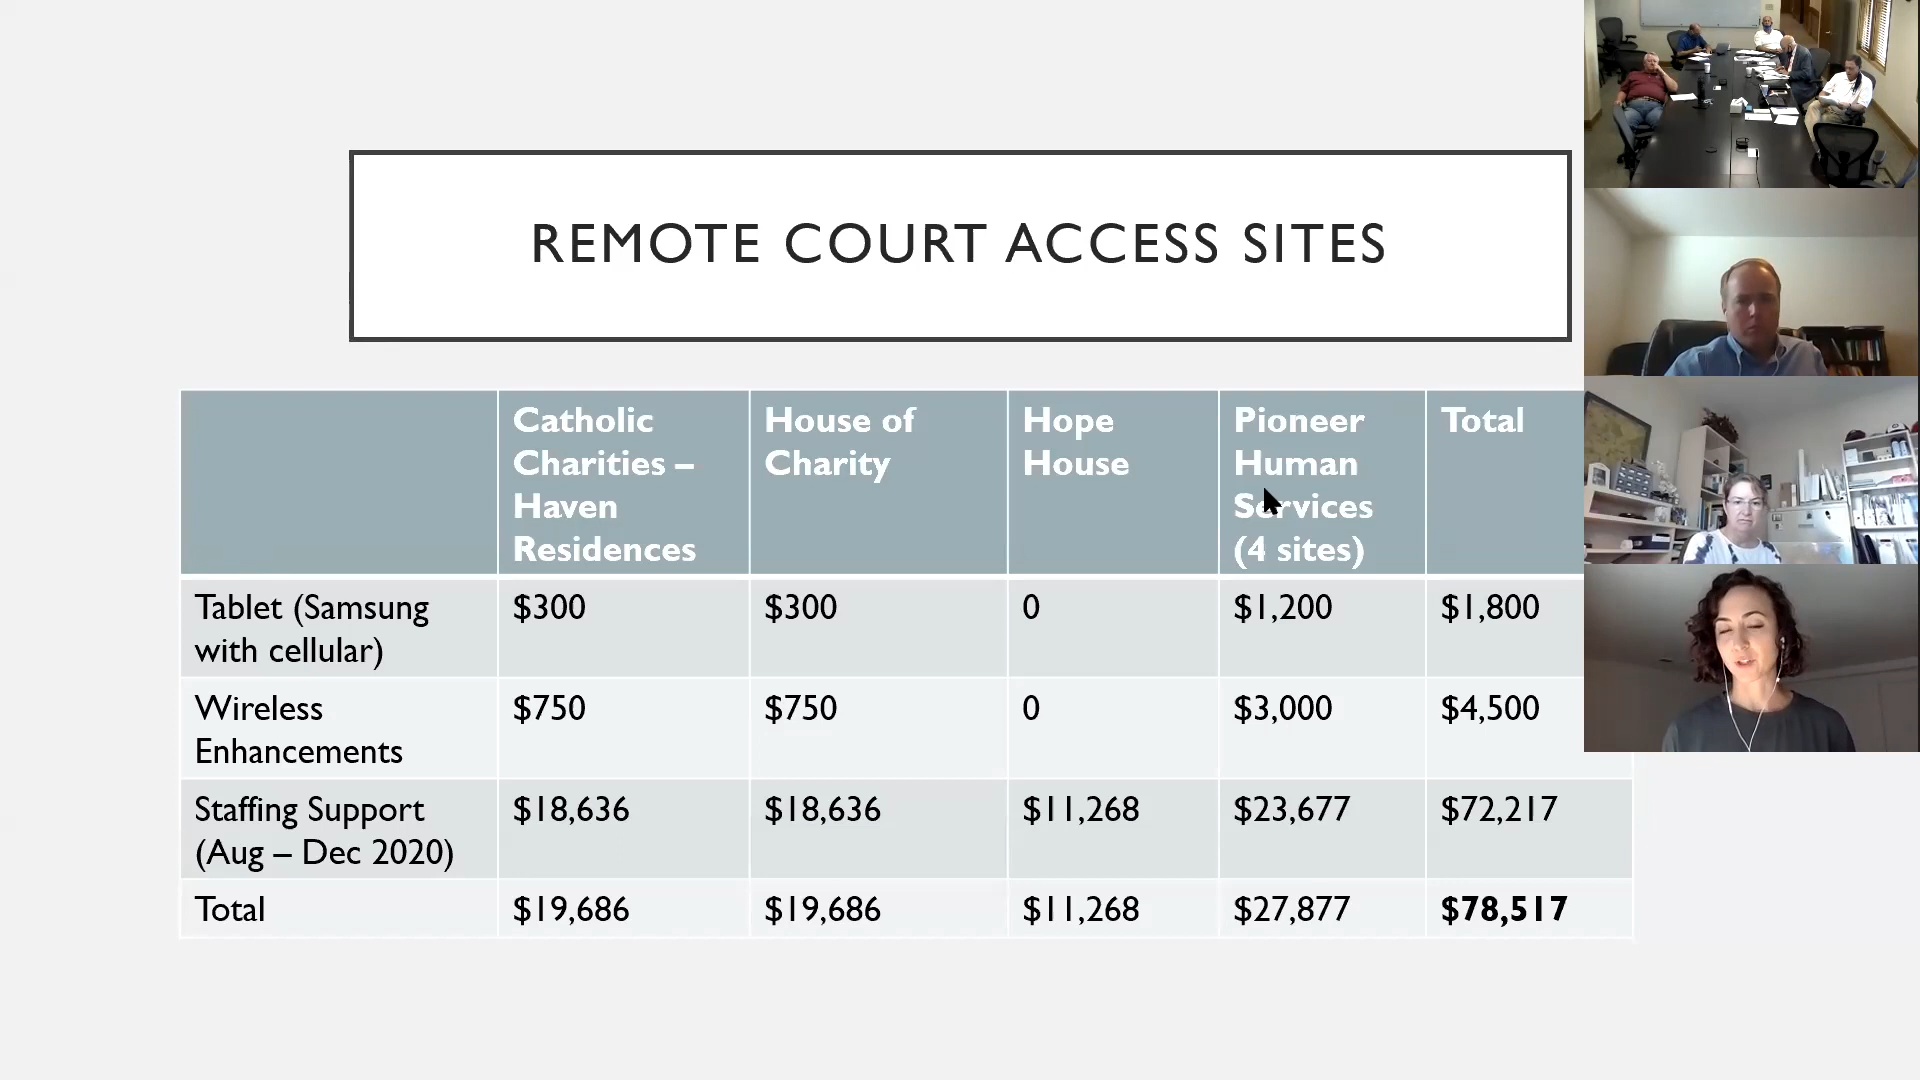 REMOTE COURT ACCESS SITES
Catholic Charities – Haven Residences House of Charity Hope House Pioneer Human Services (4 sites) Total
Tablet (Samsung with cellular) $300 $300 0 $1,200 $1,800
Wireless Enhancements $750 $750 0 $3,000 $4,500
Staffing Support (Aug – Dec 2020) $18,636 $18,636 $11,268 $23,677 $72,217
Total $19,686 $19,686 $11,268 $27,877 $78,517